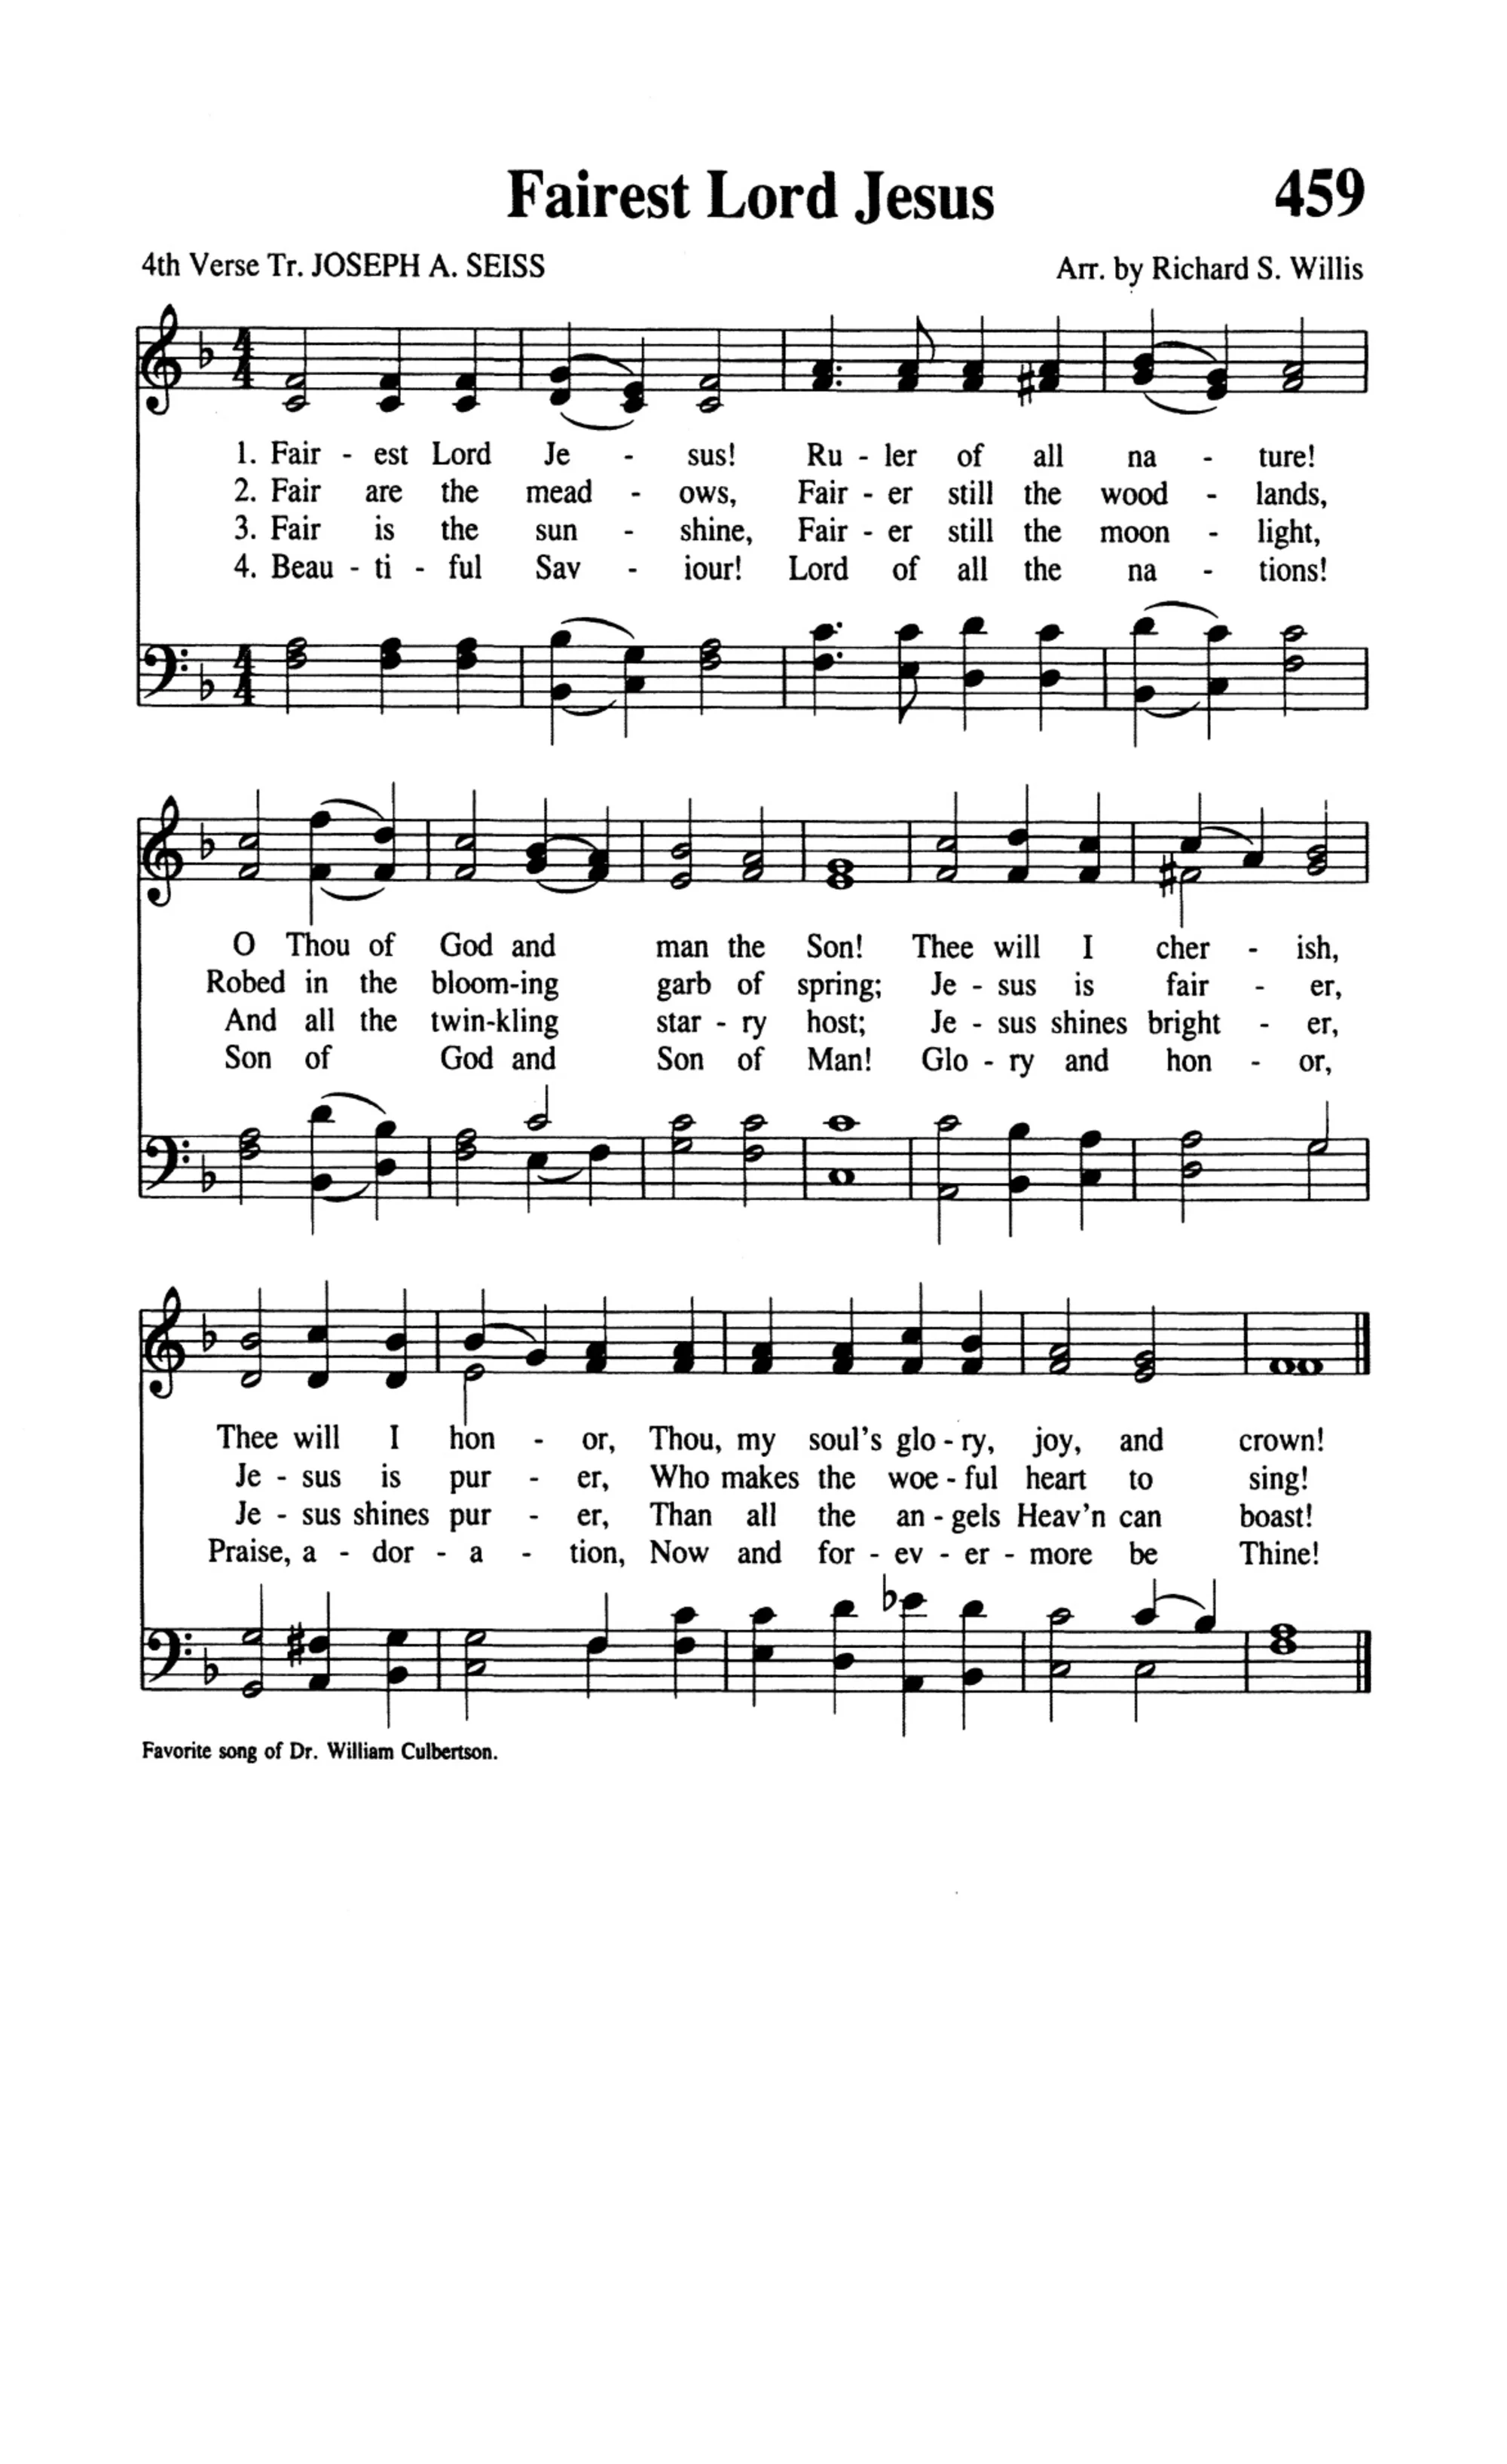 Fairest Lord Jesus 459
4th Verse Tr. JOSEPH A. SEISS Arr. by Richard S. Willis
1. Fair - est Lord Je - sus! Ru - ler of all na - ture!
2. Fair are the mead - ows, Fair - er still the wood - lands,
3. Fair is the sun - shine, Fair - er still the moon - light,
4. Beau - ti - ful Sav - iour! Lord of all the na - tions!
O Thou of God and man the Son! Thee will I cher - ish,
Robed in the bloom-ing garb of spring; Je - sus is fair - er,
And all the twin-kling star - ry host; Je - sus shines bright - er,
Son of God and Son of Man! Glo - ry and hon - or,
Thee will I hon - or, Thou, my soul's glo - ry, joy, and crown!
Je - sus is pur - er, Who makes the woe - ful heart to sing!
Je - sus shines pur - er, Than all the an - gels Heav'n can boast!
Praise, a - dor - a - tion, Now and for - ev - er - more be Thine!
Favorite song of Dr. William Culbertson.